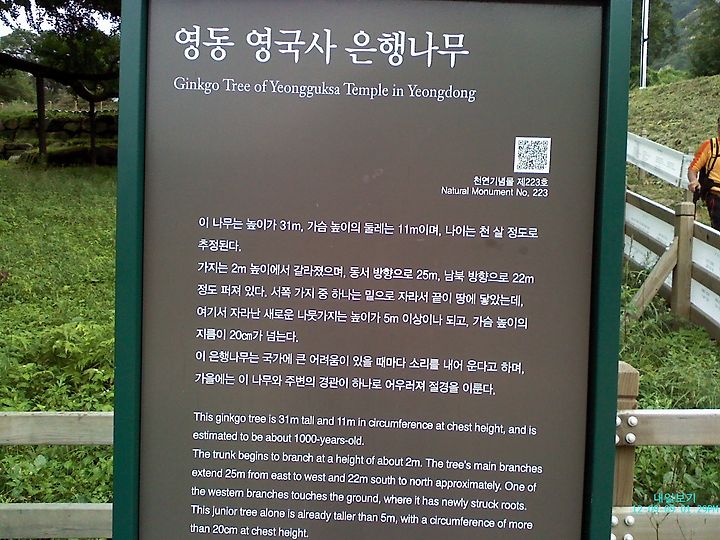 영동 영국사 은행나무
Ginkgo Tree of Yeongguksa Temple in Yeongdong
천연기념물 제223호
Natural Monument No. 223
이 나무는 높이가 31m, 가슴 높이의 둘레는 11m이며, 나이는 천 살 정도로
추정된다.
가지는 2m 높이에서 갈라졌으며, 동서 방향으로 25m, 남북 방향으로 22m
정도 퍼져 있다. 서쪽 가지 중 하나는 밑으로 자라서 끝이 땅에 닿았는데,
여기서 자라난 새로운 나뭇가지는 높이가 5m 이상이나 되고, 가슴 높이의
지름이 20㎝가 넘는다.
이 은행나무는 국가에 큰 어려움이 있을 때마다 소리를 내어 운다고 하며,
가을에는 이 나무와 주변의 경관이 하나로 어우러져 절경을 이룬다.
This ginkgo tree is 31m tall and 11m in circumference at chest height, and is
estimated to be about 1000-years-old.
The trunk begins to branch at a height of about 2m. The tree's main branches
extend 25m from east to west and 22m south to north approximately. One of
the western branches touches the ground, where it has newly struck roots.
This junior tree alone is already taller than 5m, with a circumference of more
than 20cm at chest height.
내일보기